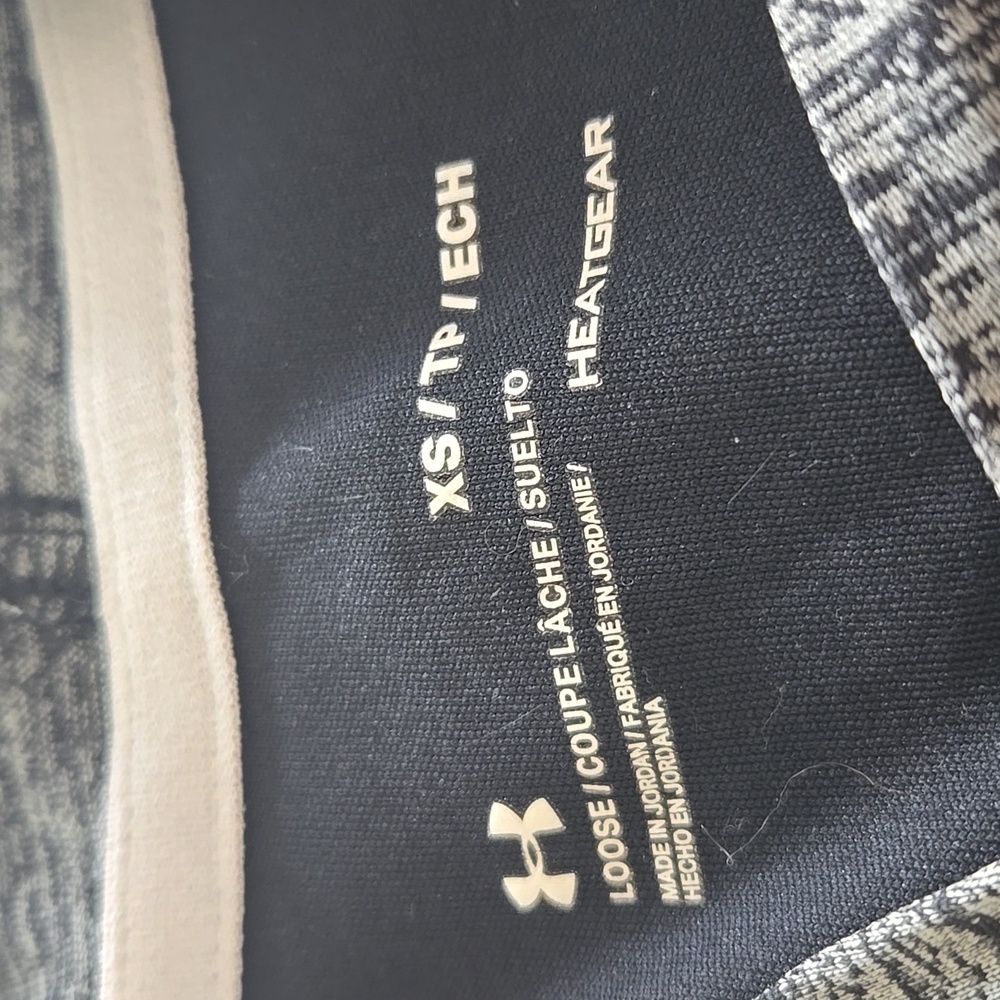 XS / TP / ECH
LOOSE / COUPE LÂCHE / SUELTO
MADE IN JORDAN / FABRIQUÉ EN JORDANIE /
HECHO EN JORDANIA
HEATGEAR